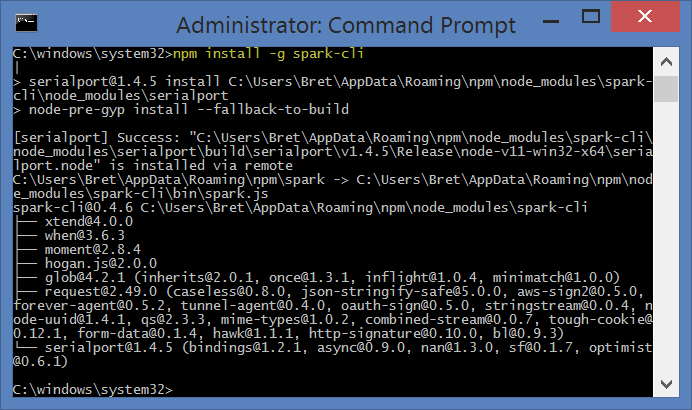 Administrator: Command Prompt
C:\windows\system32>npm install -g spark-cli
|
> serialport@1.4.5 install C:\Users\Bret\AppData\Roaming\npm\node_modules\spark-
cli\node_modules\serialport
> node-pre-gyp install --fallback-to-build
[serialport] Success: "C:\Users\Bret\AppData\Roaming\npm\node_modules\spark-cli\
node_modules\serialport\build\serialport\v1.4.5\Release\node-v11-win32-x64\seria
lport.node" is installed via remote
C:\Users\Bret\AppData\Roaming\npm\spark -> C:\Users\Bret\AppData\Roaming\npm\nod
e_modules\spark-cli\bin\spark.js
spark-cli@0.4.6 C:\Users\Bret\AppData\Roaming\npm\node_modules\spark-cli
├── xtend@4.0.0
├── when@3.6.3
├── moment@2.8.4
├── hogan.js@2.0.0
├── glob@4.2.1 (inherits@2.0.1, once@1.3.1, inflight@1.0.4, minimatch@1.0.0)
├── request@2.49.0 (caseless@0.8.0, json-stringify-safe@5.0.0, aws-sign2@0.5.0,
forever-agent@0.5.2, tunnel-agent@0.4.0, oauth-sign@0.5.0, stringstream@0.0.4, n
ode-uuid@1.4.1, qs@2.3.3, mime-types@1.0.2, combined-stream@0.0.7, tough-cookie@
0.12.1, form-data@0.1.4, hawk@1.1.1, http-signature@0.10.0, bl@0.9.3)
└── serialport@1.4.5 (bindings@1.2.1, async@0.9.0, nan@1.3.0, sf@0.1.7, optimist
@0.6.1)
C:\windows\system32>